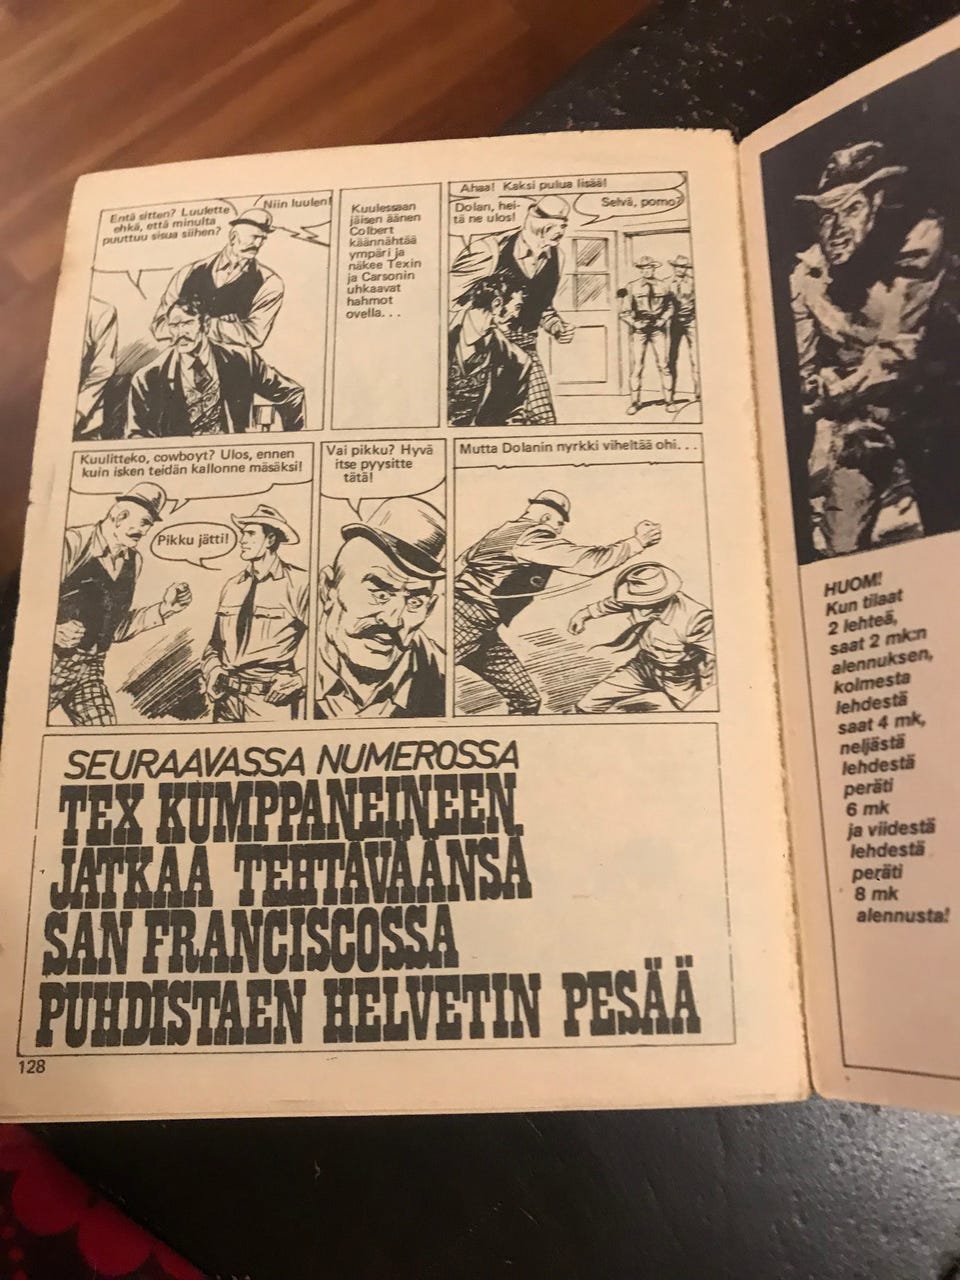 Entä sitten? Luulette
ehkä, että minulta
puuttuu sisua siihen?
Niin luulen!
Kuulessaan
jäisen äänen
Colbert
käännähtää
ympäri ja
näkee Texin
ja Carsonin
uhkaavat
hahmot
ovella...
Ahaa! Kaksi pulua lisää!
Dolan, hei-
tä ne ulos!
Selvä, pomo?
Kuulitteko, cowboyt? Ulos, ennen
kuin isken teidän kallonne mäsäksi!
Pikku jätti!
Vai pikku? Hyvä
itse pyysitte
tätä!
Mutta Dolanin nyrkki viheltää ohi...
SEURAAVASSA NUMEROSSA
TEX KUMPPANEINEEN
JATKAA TEHTÄVÄÄNSÄ
SAN FRANCISCOSSA
PUHDISTAEN HELVETIN PESÄÄ
128
HUOM!
Kun tilaat
2 lehteä,
saat 2 mk:n
alennuksen,
kolmesta
lehdestä
saat 4 mk,
neljästä
lehdestä
peräti
6 mk
ja viidestä
lehdestä
peräti
8 mk
alennusta!